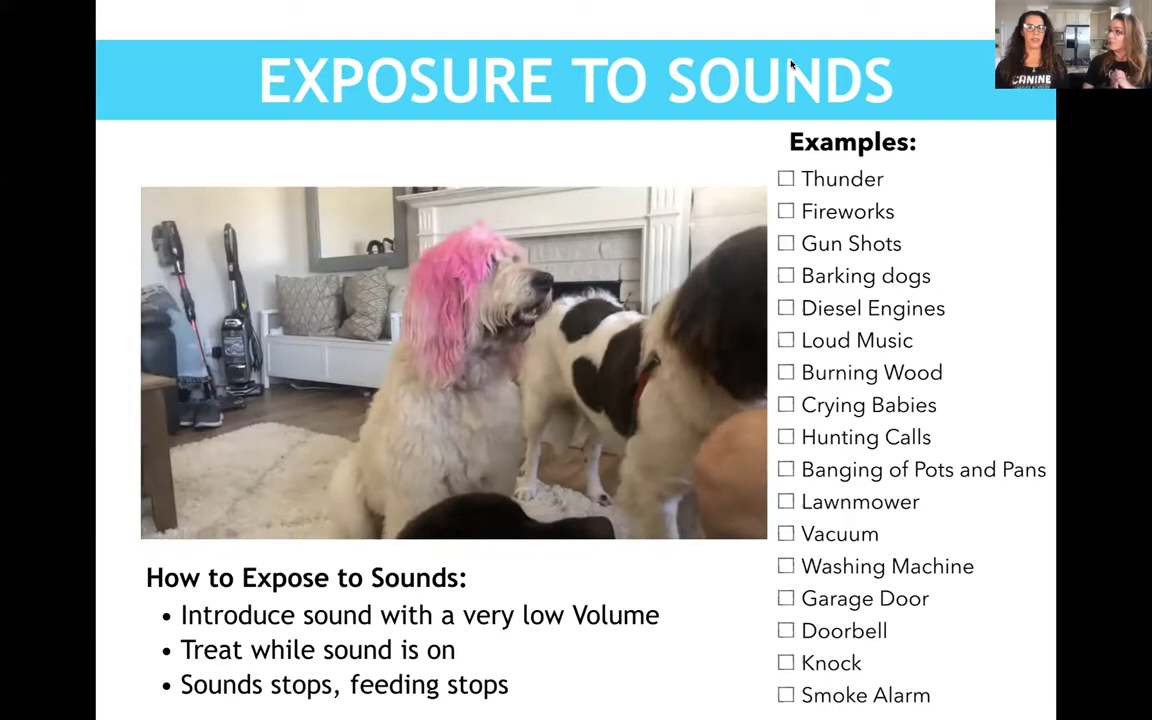 EXPOSURE TO SOUNDS
CANINE
Examples:
☐ Thunder
☐ Fireworks
☐ Gun Shots
☐ Barking dogs
☐ Diesel Engines
☐ Loud Music
☐ Burning Wood
☐ Crying Babies
☐ Hunting Calls
☐ Banging of Pots and Pans
☐ Lawnmower
☐ Vacuum
☐ Washing Machine
☐ Garage Door
☐ Doorbell
☐ Knock
☐ Smoke Alarm
How to Expose to Sounds:
• Introduce sound with a very low Volume
• Treat while sound is on
• Sounds stops, feeding stops